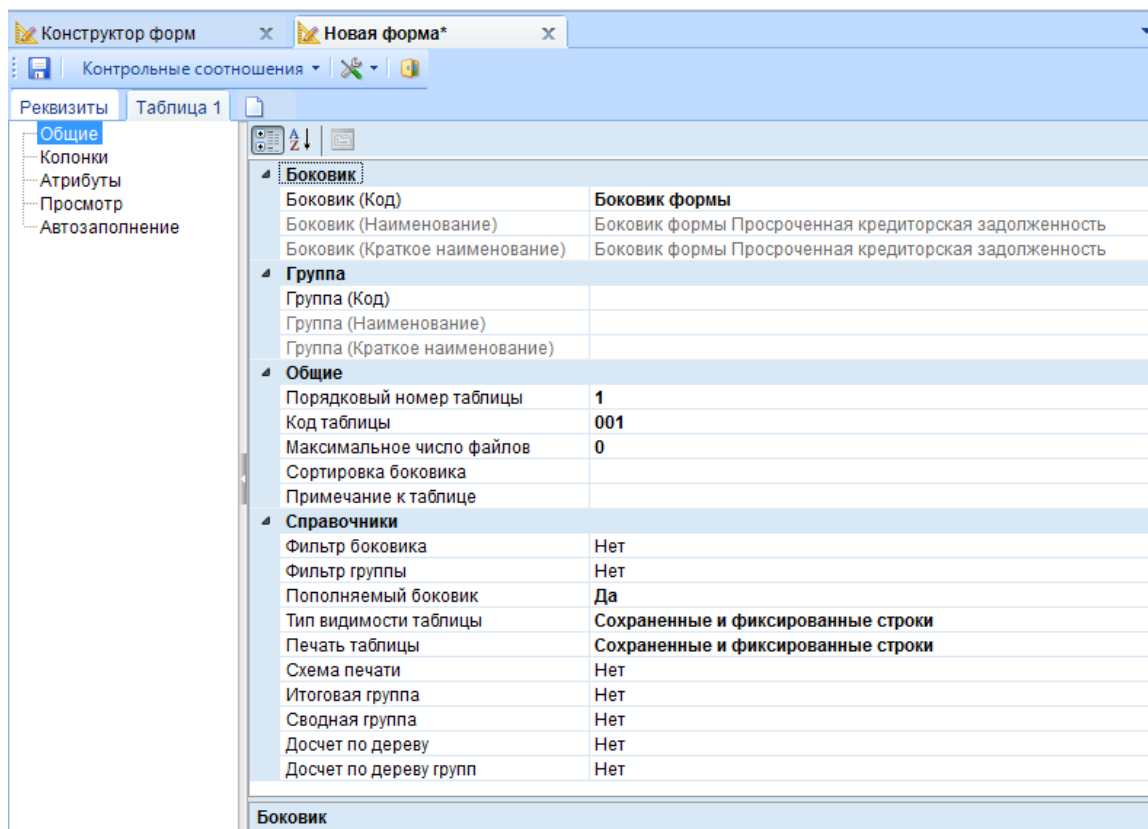 Конструктор форм
Новая форма*
Контрольные соотношения
Реквизиты Таблица 1
Общие
Колонки
Атрибуты
Просмотр
Автозаполнение
Боковик
Боковик (Код) Боковик формы
Боковик (Наименование) Боковик формы Просроченная кредиторская задолженность
Боковик (Краткое наименование) Боковик формы Просроченная кредиторская задолженность
Группа
Группа (Код)
Группа (Наименование)
Группа (Краткое наименование)
Общие
Порядковый номер таблицы 1
Код таблицы 001
Максимальное число файлов 0
Сортировка боковика
Примечание к таблице
Справочники
Фильтр боковика Нет
Фильтр группы Нет
Пополняемый боковик Да
Тип видимости таблицы Сохраненные и фиксированные строки
Печать таблицы Сохраненные и фиксированные строки
Схема печати Нет
Итоговая группа Нет
Сводная группа Нет
Досчет по дереву Нет
Досчет по дереву групп Нет
Боковик